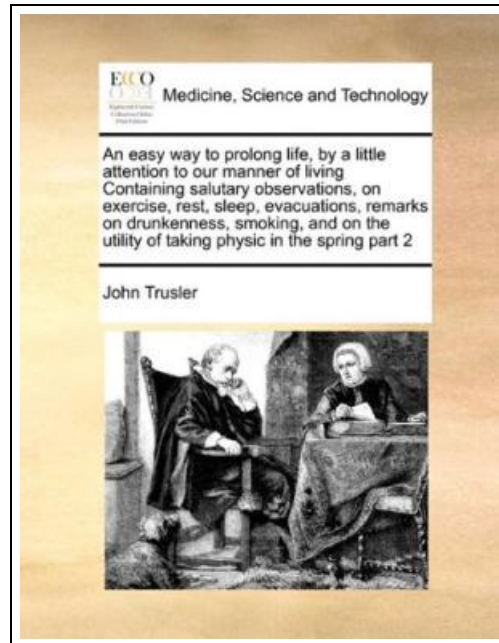 ECCO
Medicine, Science and Technology
An easy way to prolong life, by a little
attention to our manner of living
Containing salutary observations, on
exercise, rest, sleep, evacuations, remarks
on drunkenness, smoking, and on the
utility of taking physic in the spring part 2
John Trusler